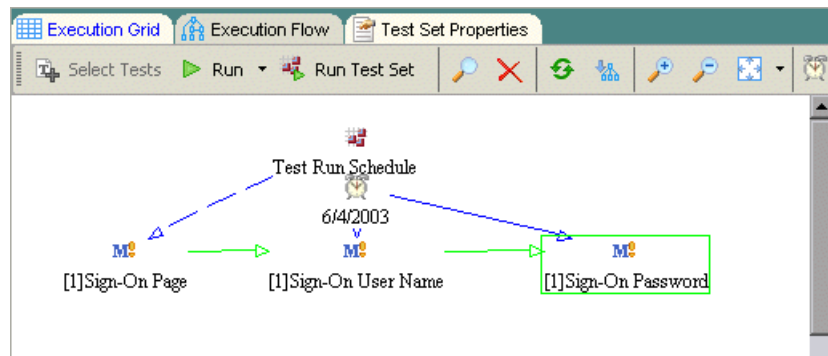 Execution Grid Execution Flow Test Set Properties
Select Tests Run Run Test Set
Test Run Schedule
6/4/2003
[1]Sign-On Page [1]Sign-On User Name [1]Sign-On Password